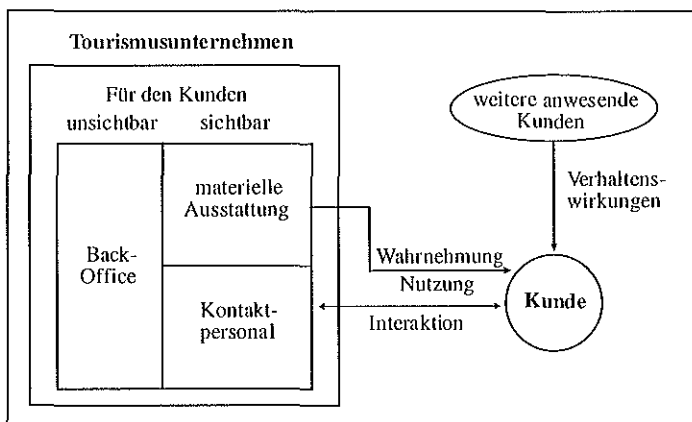 Tourismusunternehmen
Für den Kunden
unsichtbar sichtbar
materielle
Ausstattung
Back-
Office
Kontakt-
personal
weitere anwesende
Kunden
Verhaltens-
wirkungen
Wahrnehmung
Nutzung
Interaktion
Kunde